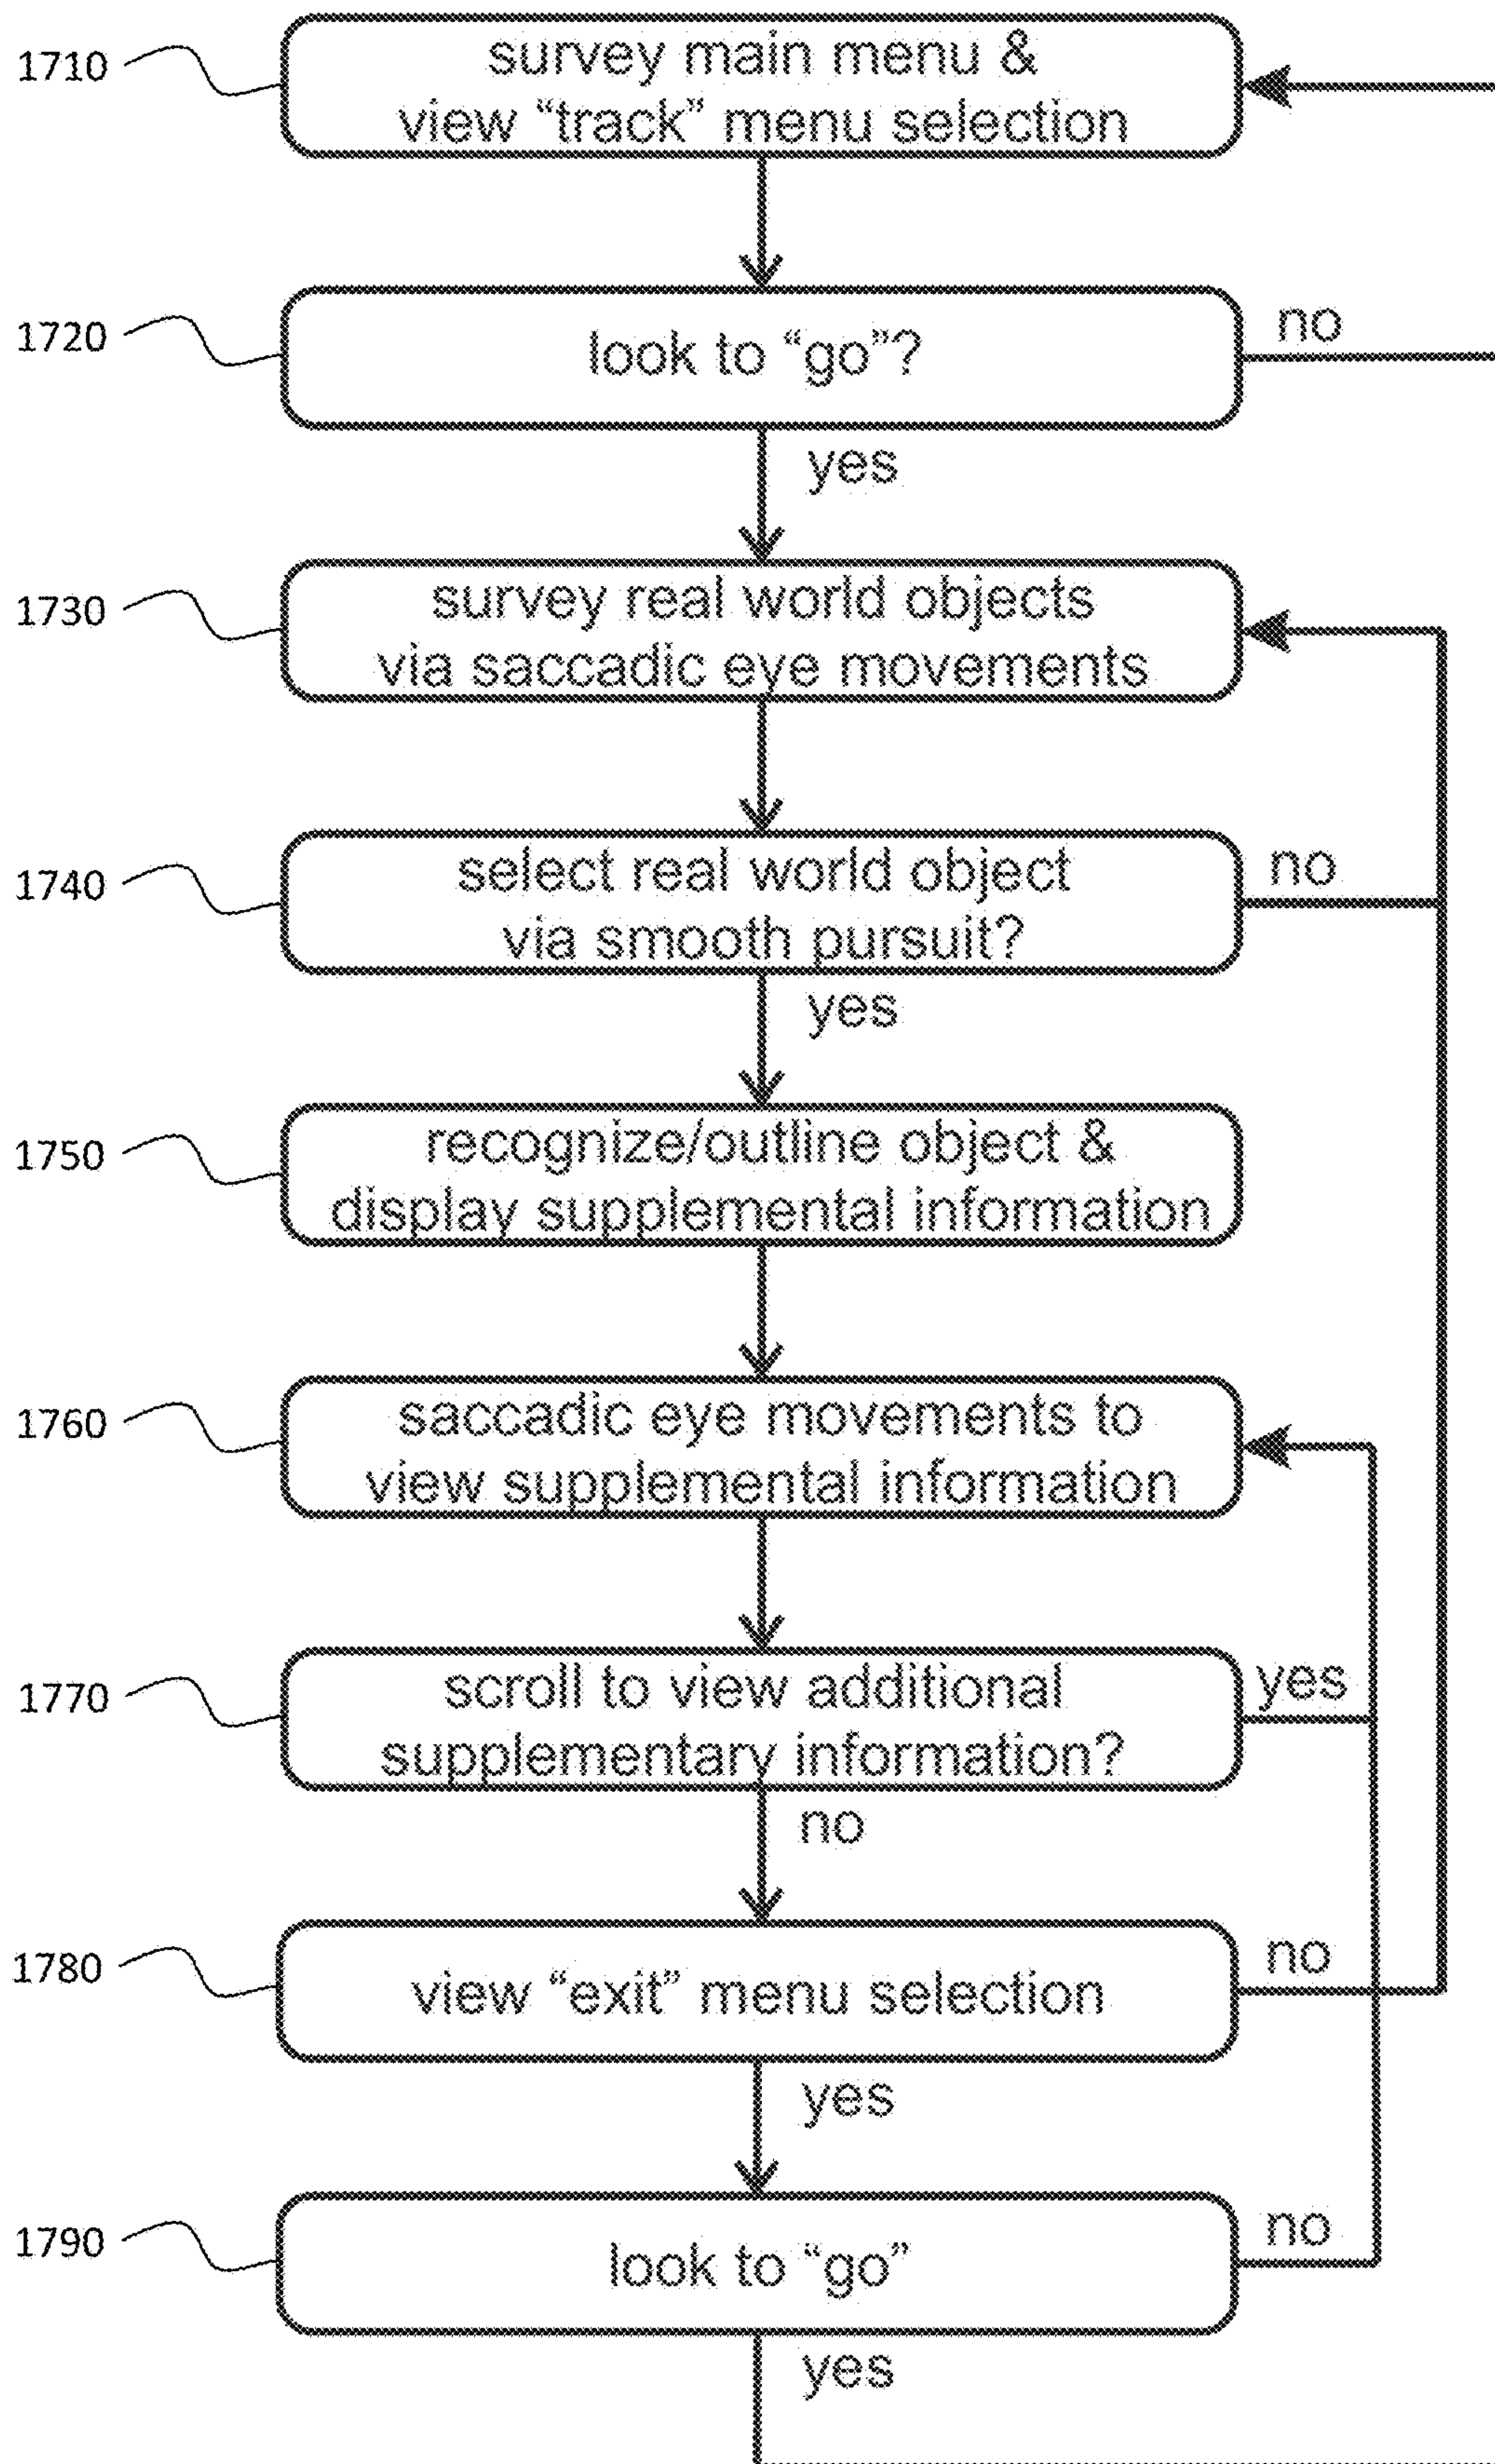 1710
survey main menu &
view “track” menu selection
1720
look to “go”?
no
yes
1730
survey real world objects
via saccadic eye movements
1740
select real world object
via smooth pursuit?
no
yes
1750
recognize/outline object &
display supplemental information
1760
saccadic eye movements to
view supplemental information
1770
scroll to view additional
supplementary information?
yes
no
1780
view “exit” menu selection
no
yes
1790
look to “go”
no
yes